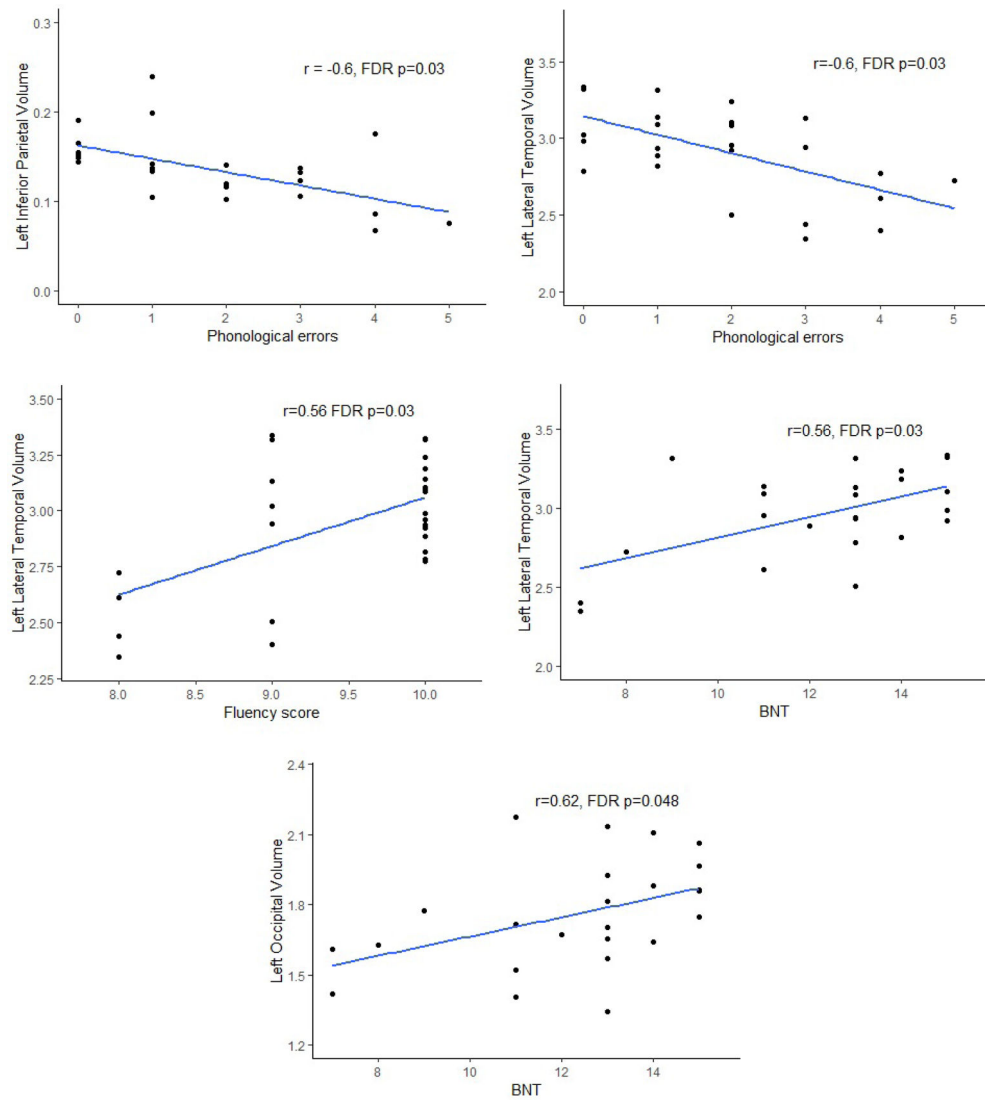 0.3
0.2
0.1
0.0
Left Inferior Parietal Volume
r = -0.6, FDR p=0.03
0 1 2 3 4 5
Phonological errors
3.5
3.0
2.5
2.0
Left Lateral Temporal Volume
r=-0.6, FDR p=0.03
0 1 2 3 4 5
Phonological errors
3.50
3.25
3.00
2.75
2.50
2.25
Left Lateral Temporal Volume
r=0.56 FDR p=0.03
8.0 8.5 9.0 9.5 10.0
Fluency score
3.5
3.0
2.5
2.0
Left Lateral Temporal Volume
r=0.56, FDR p=0.03
8 10 12 14
BNT
2.4
2.1
1.8
1.5
1.2
Left Occipital Volume
r=0.62, FDR p=0.048
8 10 12 14
BNT